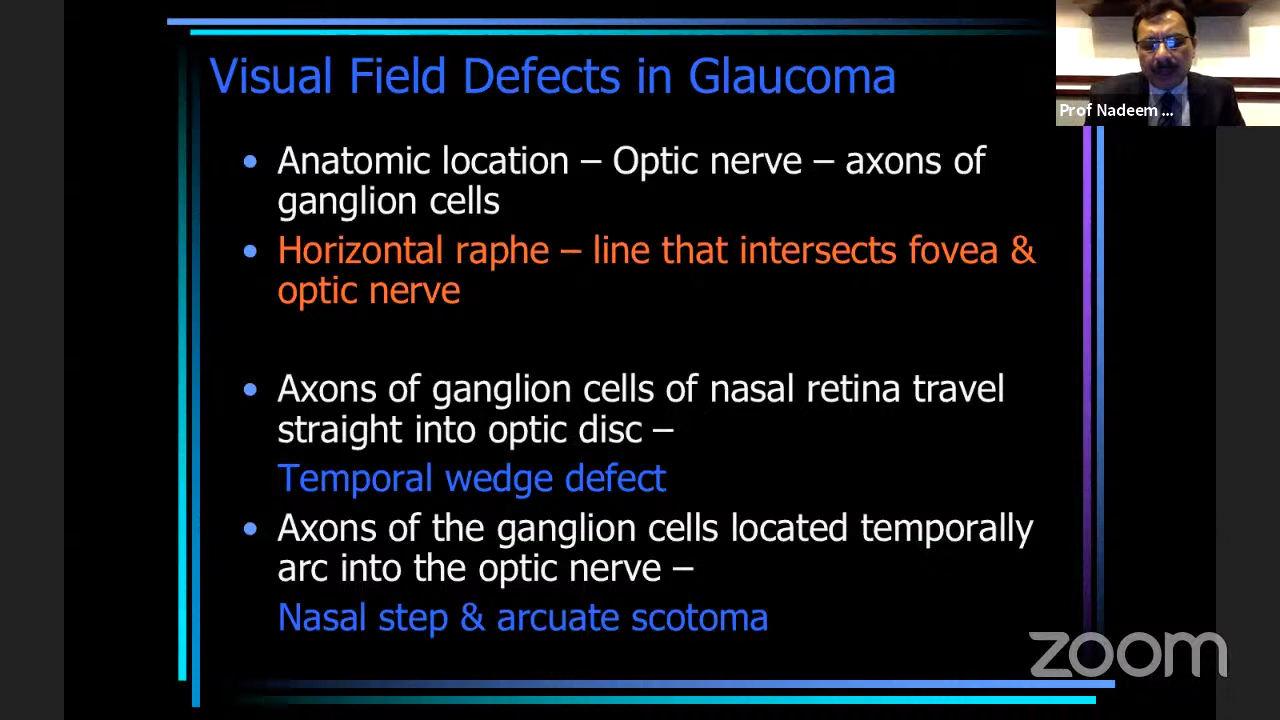 Visual Field Defects in Glaucoma
Prof Nadeem ...
• Anatomic location – Optic nerve – axons of
ganglion cells
• Horizontal raphe – line that intersects fovea &
optic nerve
• Axons of ganglion cells of nasal retina travel
straight into optic disc –
Temporal wedge defect
• Axons of the ganglion cells located temporally
arc into the optic nerve –
Nasal step & arcuate scotoma
zoom